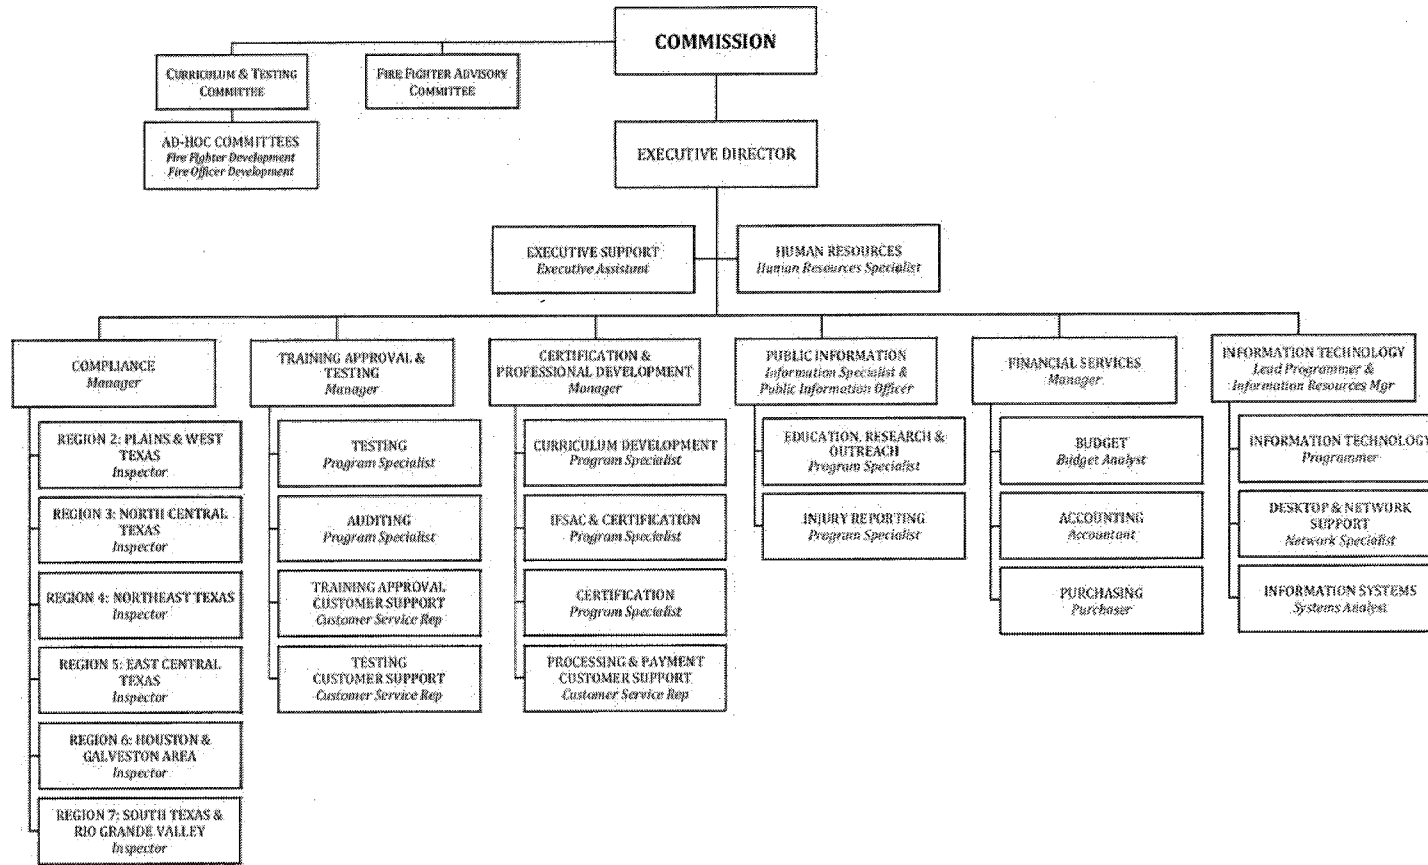 COMMISSION
CURRICULUM & TESTING
COMMITTEE
FIRE FIGHTER ADVISORY
COMMITTEE
AD-HOC COMMITTEES
Fire Fighter Development
Fire Officer Development
EXECUTIVE DIRECTOR
EXECUTIVE SUPPORT
Executive Assistant
HUMAN RESOURCES
Human Resources Specialist
COMPLIANCE
Manager
REGION 2: PLAINS & WEST
TEXAS
Inspector
REGION 3: NORTH CENTRAL
TEXAS
Inspector
REGION 4: NORTHEAST TEXAS
Inspector
REGION 5: EAST CENTRAL
TEXAS
Inspector
REGION 6: HOUSTON &
GALVESTON AREA
Inspector
REGION 7: SOUTH TEXAS &
RIO GRANDE VALLEY
Inspector
TRAINING APPROVAL &
TESTING
Manager
TESTING
Program Specialist
AUDITING
Program Specialist
TRAINING APPROVAL
CUSTOMER SUPPORT
Customer Service Rep
TESTING
CUSTOMER SUPPORT
Customer Service Rep
CERTIFICATION &
PROFESSIONAL DEVELOPMENT
Manager
CURRICULUM DEVELOPMENT
Program Specialist
IFSAC & CERTIFICATION
Program Specialist
CERTIFICATION
Program Specialist
PROCESSING & PAYMENT
CUSTOMER SUPPORT
Customer Service Rep
PUBLIC INFORMATION
Information Specialist &
Public Information Officer
EDUCATION, RESEARCH &
OUTREACH
Program Specialist
INJURY REPORTING
Program Specialist
FINANCIAL SERVICES
Manager
BUDGET
Budget Analyst
ACCOUNTING
Accountant
PURCHASING
Purchaser
INFORMATION TECHNOLOGY
Lead Programmer &
Information Resources Mgr
INFORMATION TECHNOLOGY
Programmer
DESKTOP & NETWORK
SUPPORT
Network Specialist
INFORMATION SYSTEMS
Systems Analyst